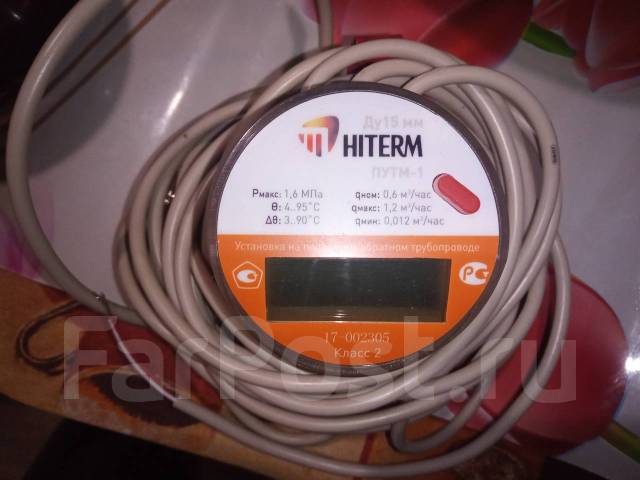 Ду15 мм
HITERM
ПУТМ-1
Pмакс: 1,6 МПа qном: 0,6 м³/час
θ: 4..95˚C qмакс: 1,2 м³/час
Δθ: 3..90˚C qмин: 0,012 м³/час
Установка на обратном трубопроводе
17-002305
Класс 2
FarPost.ru